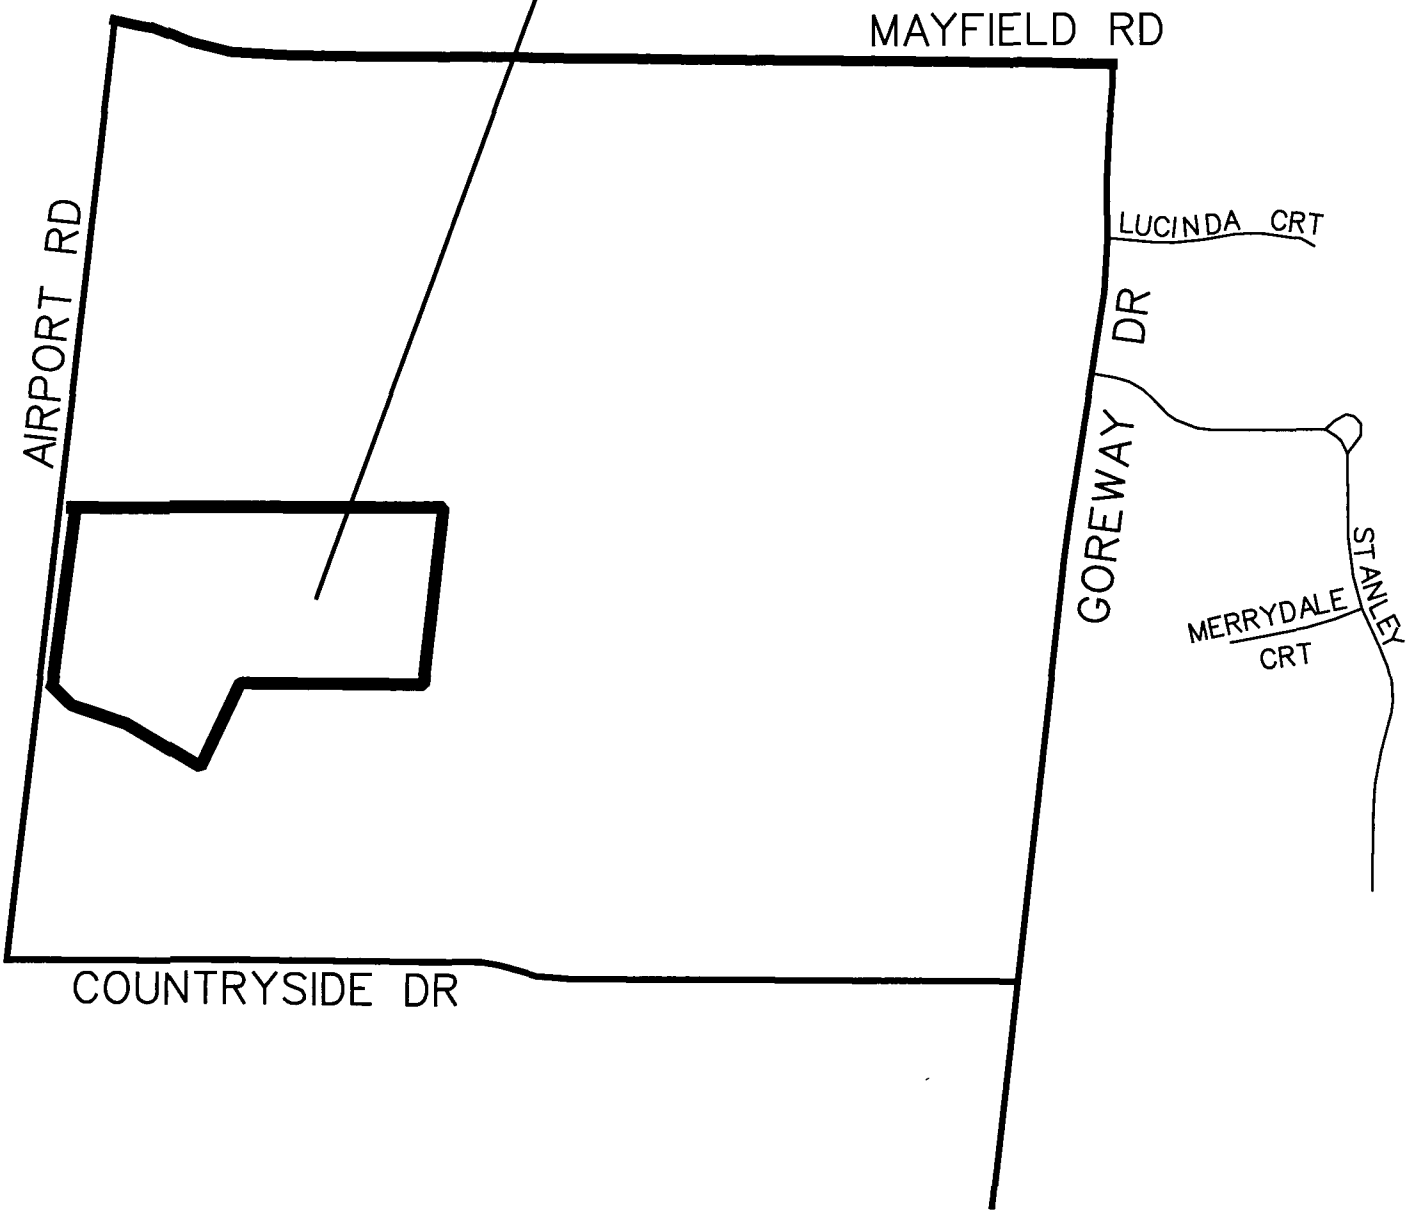 MAYFIELD RD
AIRPORT RD
LUCINDA CRT
GOREWAY DR
STANLEY
MERRYDALE
CRT
COUNTRYSIDE DR